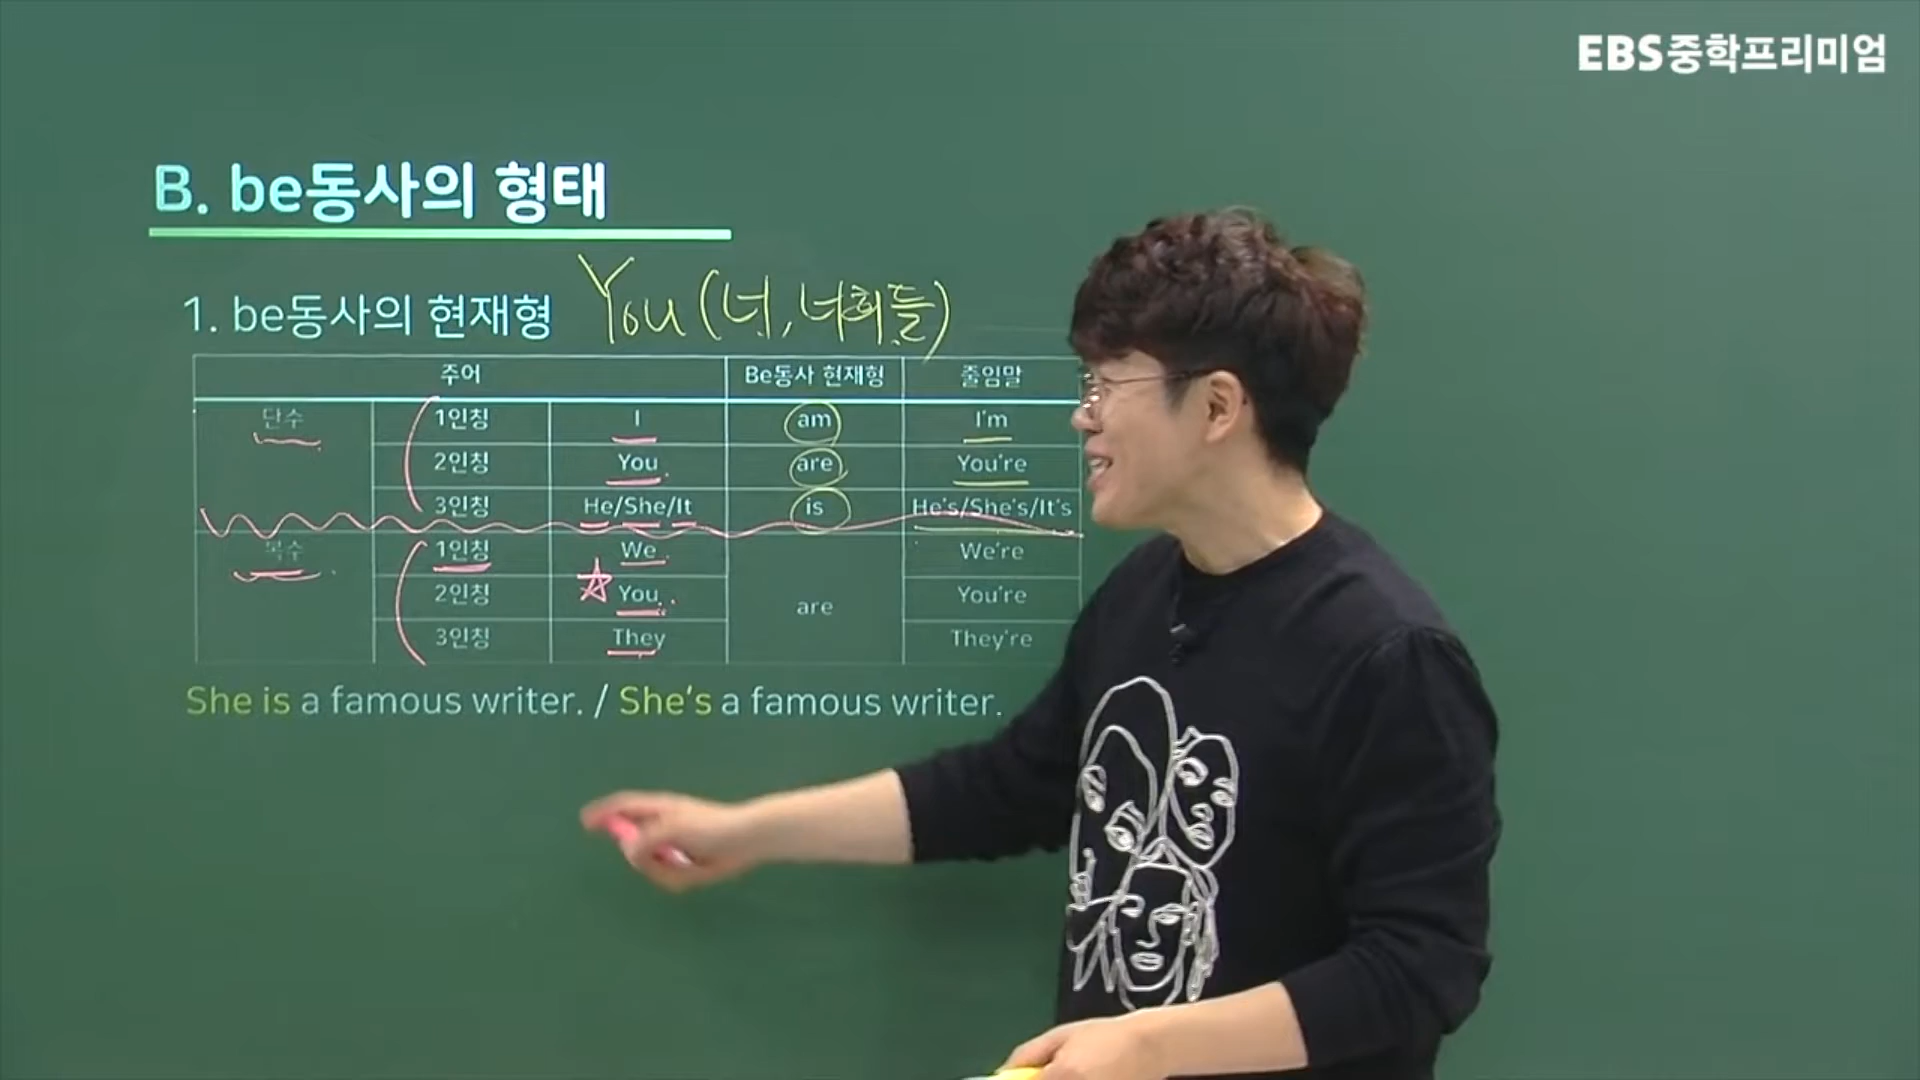 EBS중학프리미엄
B. be동사의 형태
1. be동사의 현재형
You (너, 너희들)
주어 Be동사 현재형 줄임말
단수 1인칭 I am I'm
2인칭 You are You're
3인칭 He/She/It is He's/She's/It's
복수 1인칭 We We're
2인칭 You are You're
3인칭 They They're
She is a famous writer. / She's a famous writer.